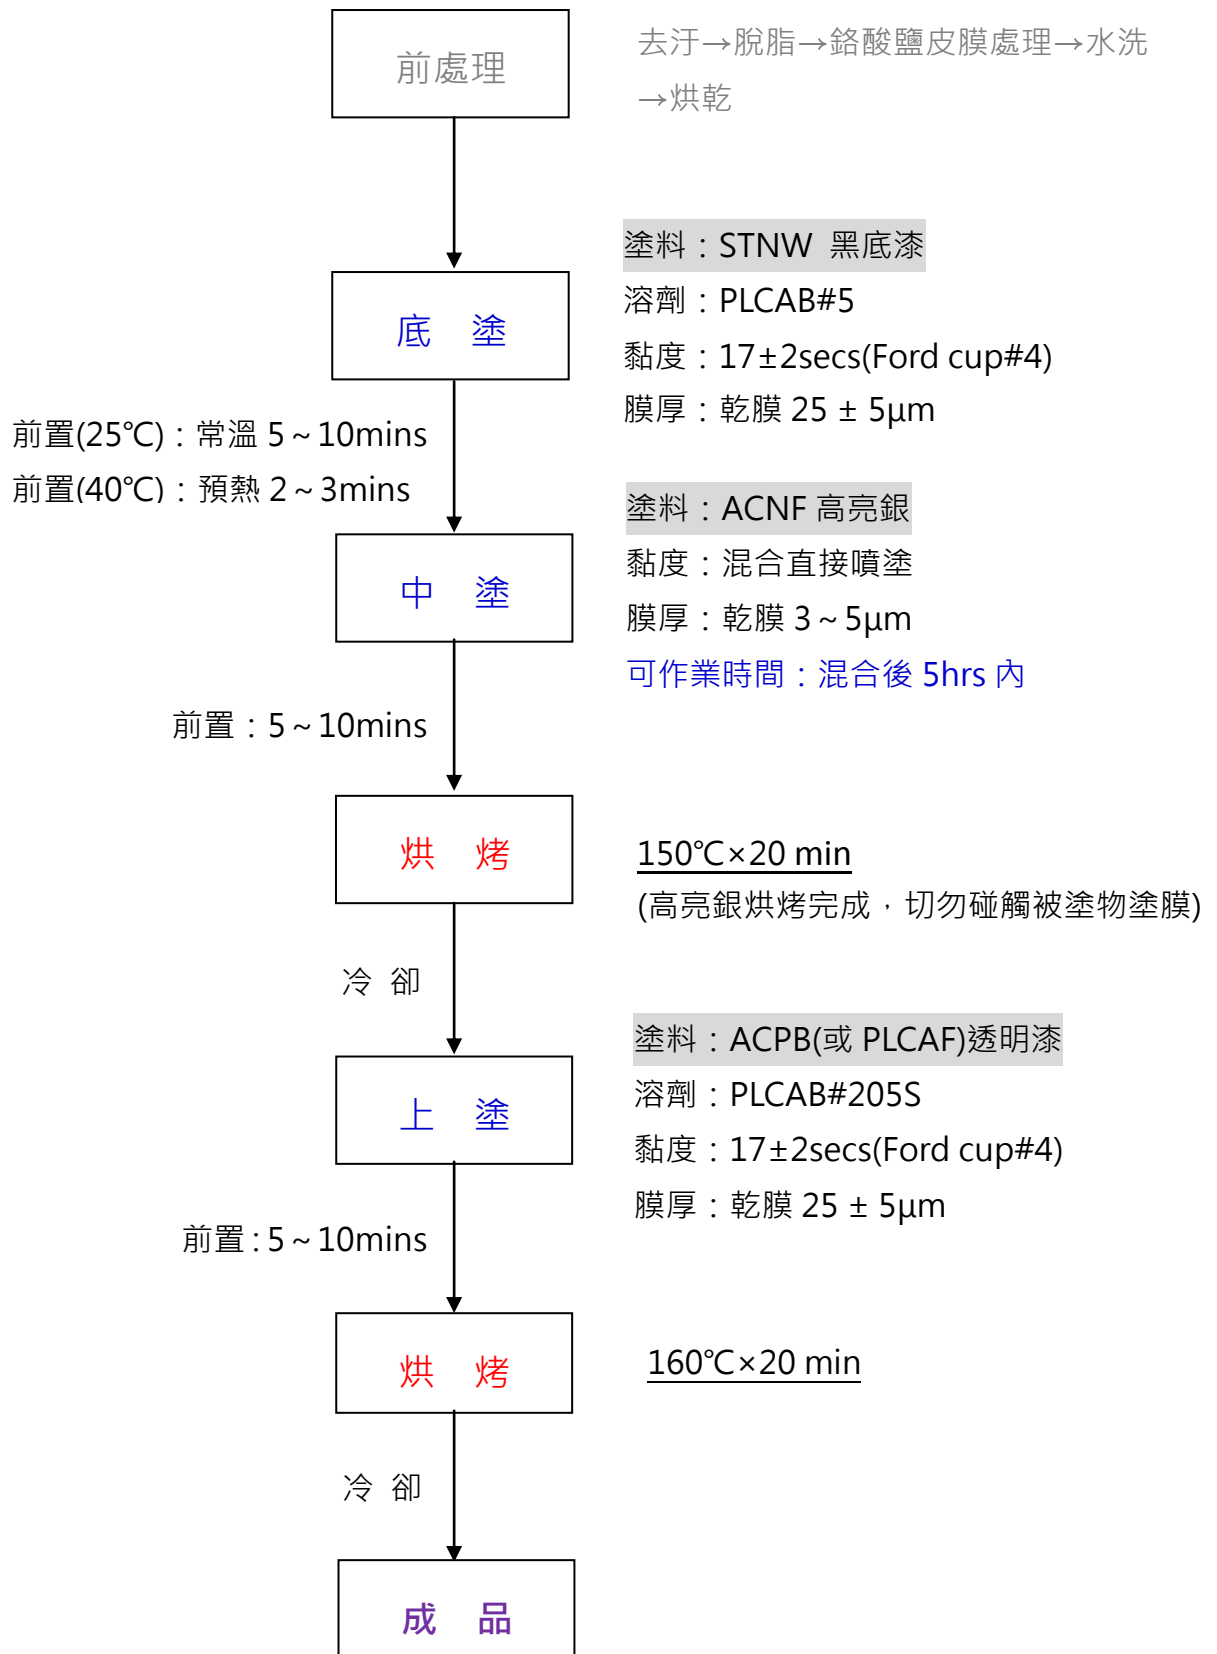 前處理
去汙→脫脂→鉻酸鹽皮膜處理→水洗
→烘乾
底 塗
塗料：STNW 黑底漆
溶劑：PLCAB#5
黏度：17±2secs(Ford cup#4)
膜厚：乾膜 25 ± 5μm
前置(25℃)：常溫 5~10mins
前置(40℃)：預熱 2~3mins
中 塗
塗料：ACNF 高亮銀
黏度：混合直接噴塗
膜厚：乾膜 3~5μm
可作業時間：混合後 5hrs 內
前置：5~10mins
烘 烤
150℃×20 min
(高亮銀烘烤完成，切勿碰觸被塗物塗膜)
冷 卻
上 塗
塗料：ACPB(或 PLCAF)透明漆
溶劑：PLCAB#205S
黏度：17±2secs(Ford cup#4)
膜厚：乾膜 25 ± 5μm
前置:5~10mins
烘 烤
160℃×20 min
冷 卻
成 品